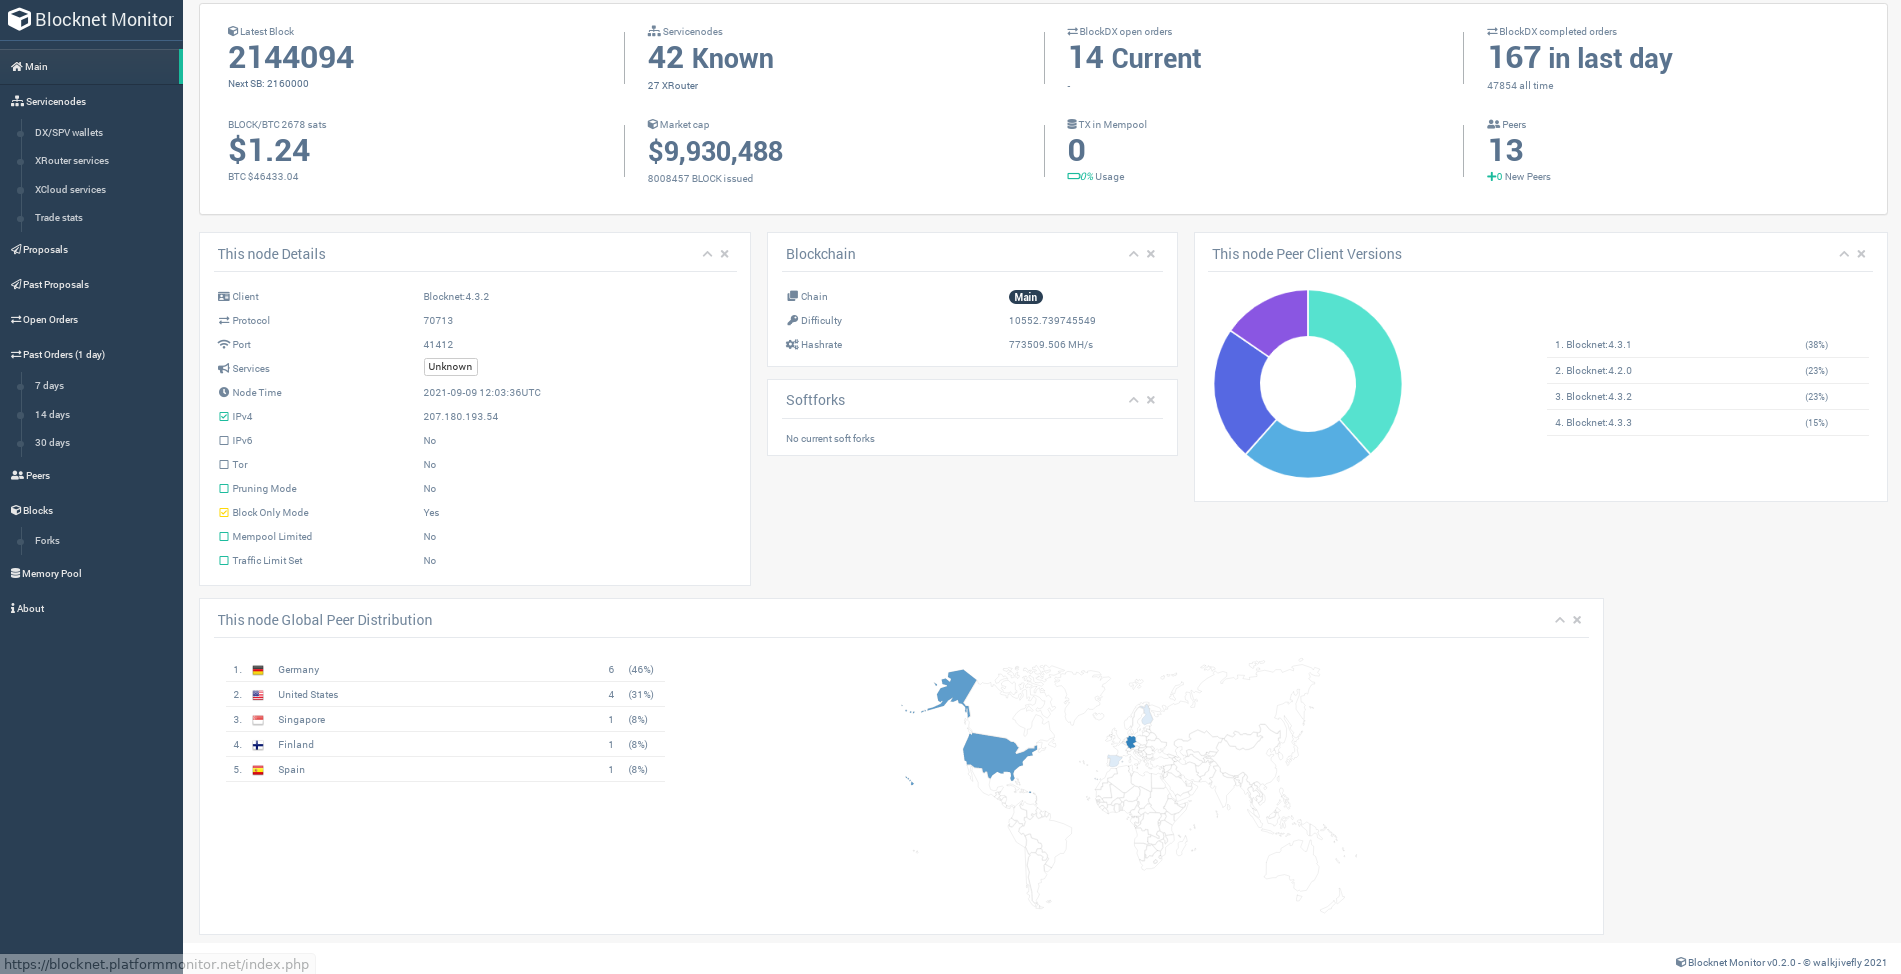 Blocknet Monitor
Main
Servicenodes
DX/SPV wallets
XRouter services
XCloud services
Trade stats
Proposals
Past Proposals
Open Orders
Past Orders (1 day)
7 days
14 days
30 days
Peers
Blocks
Forks
Memory Pool
About
Latest Block
2144094
Next SB: 2160000
Servicenodes
42 Known
27 XRouter
BlockDX open orders
14 Current
-
BlockDX completed orders
167 in last day
47854 all time
BLOCK/BTC 2678 sats
$1.24
BTC $46433.04
Market cap
$9,930,488
8008457 BLOCK issued
TX in Mempool
0
0% Usage
Peers
13
0 New Peers
This node Details
Client Blocknet:4.3.2
Protocol 70713
Port 41412
Services Unknown
Node Time 2021-09-09 12:03:36UTC
IPv4 207.180.193.54
IPv6 No
Tor No
Pruning Mode No
Block Only Mode Yes
Mempool Limited No
Traffic Limit Set No
Blockchain
Chain Main
Difficulty 10552.739745549
Hashrate 773509.506 MH/s
Softforks
No current soft forks
This node Peer Client Versions
1. Blocknet:4.3.1 (38%)
2. Blocknet:4.2.0 (23%)
3. Blocknet:4.3.2 (23%)
4. Blocknet:4.3.3 (15%)
This node Global Peer Distribution
1. Germany 6 (46%)
2. United States 4 (31%)
3. Singapore 1 (8%)
4. Finland 1 (8%)
5. Spain 1 (8%)
https://blocknet.platformmonitor.net/index.php
Blocknet Monitor v0.2.0 - © walkjivefly 2021